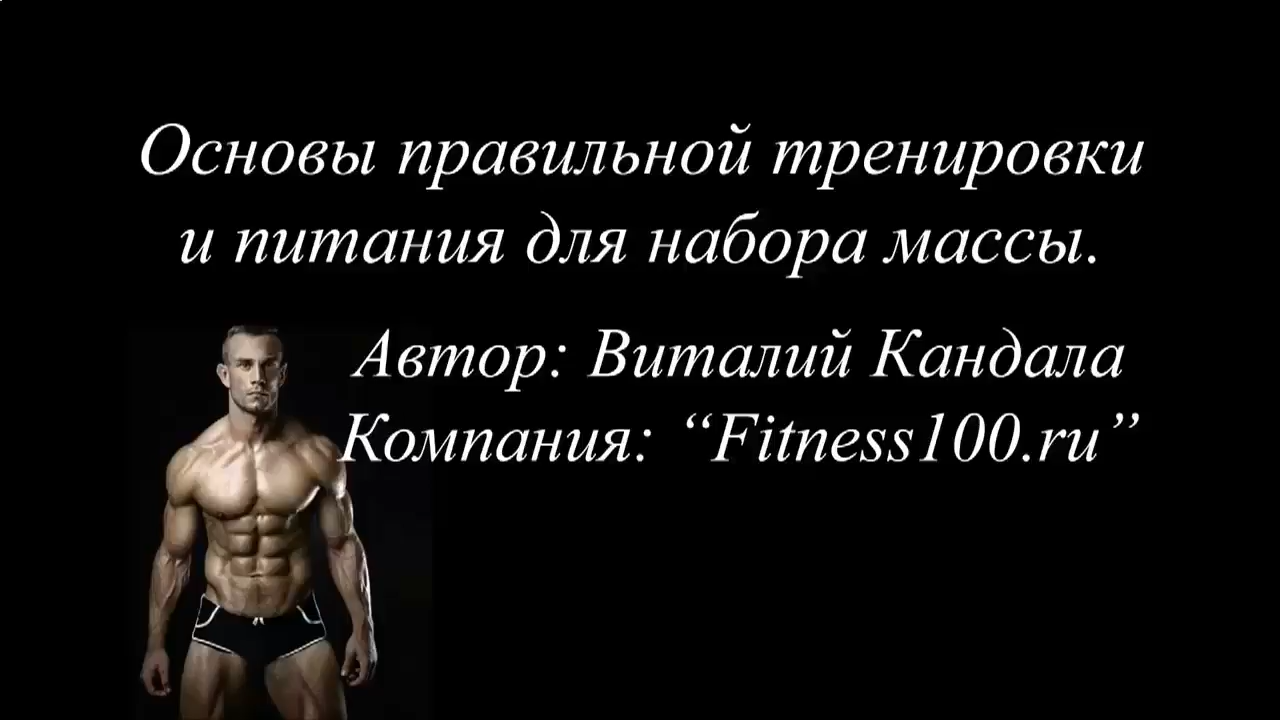 Основы правильной тренировки
и питания для набора массы.
Автор: Виталий Кандала
Компания: “Fitness100.ru”